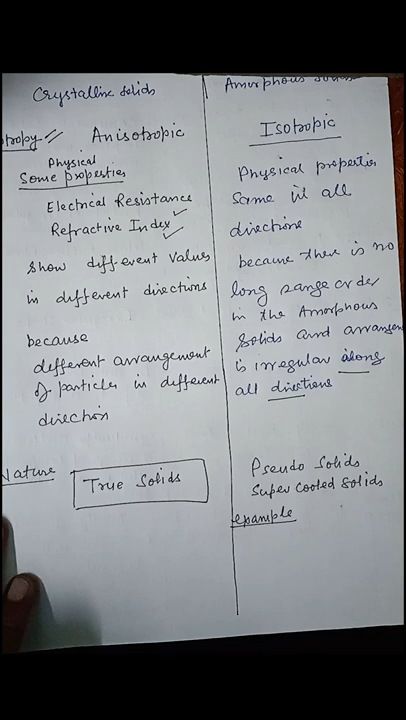 Crystalline Solids
Anisotropic
Physical
Some properties
Electrical Resistance
Refractive Index
Show different values
in different directions
because
different arrangement
of particles in different
direction
Nature
True Solids
Amorphous Solids
Isotropic
Physical properties
Same in all
directions
because there is no
long range order
in the Amorphous
Solids and
is irregular along
all directions
Pseudo Solids
Super Cooled Solids
example